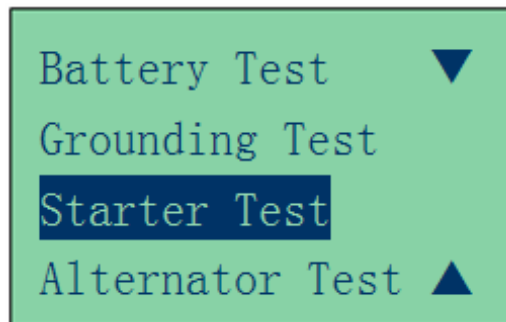 Battery Test ▼
Grounding Test
Starter Test
Alternator Test ▲